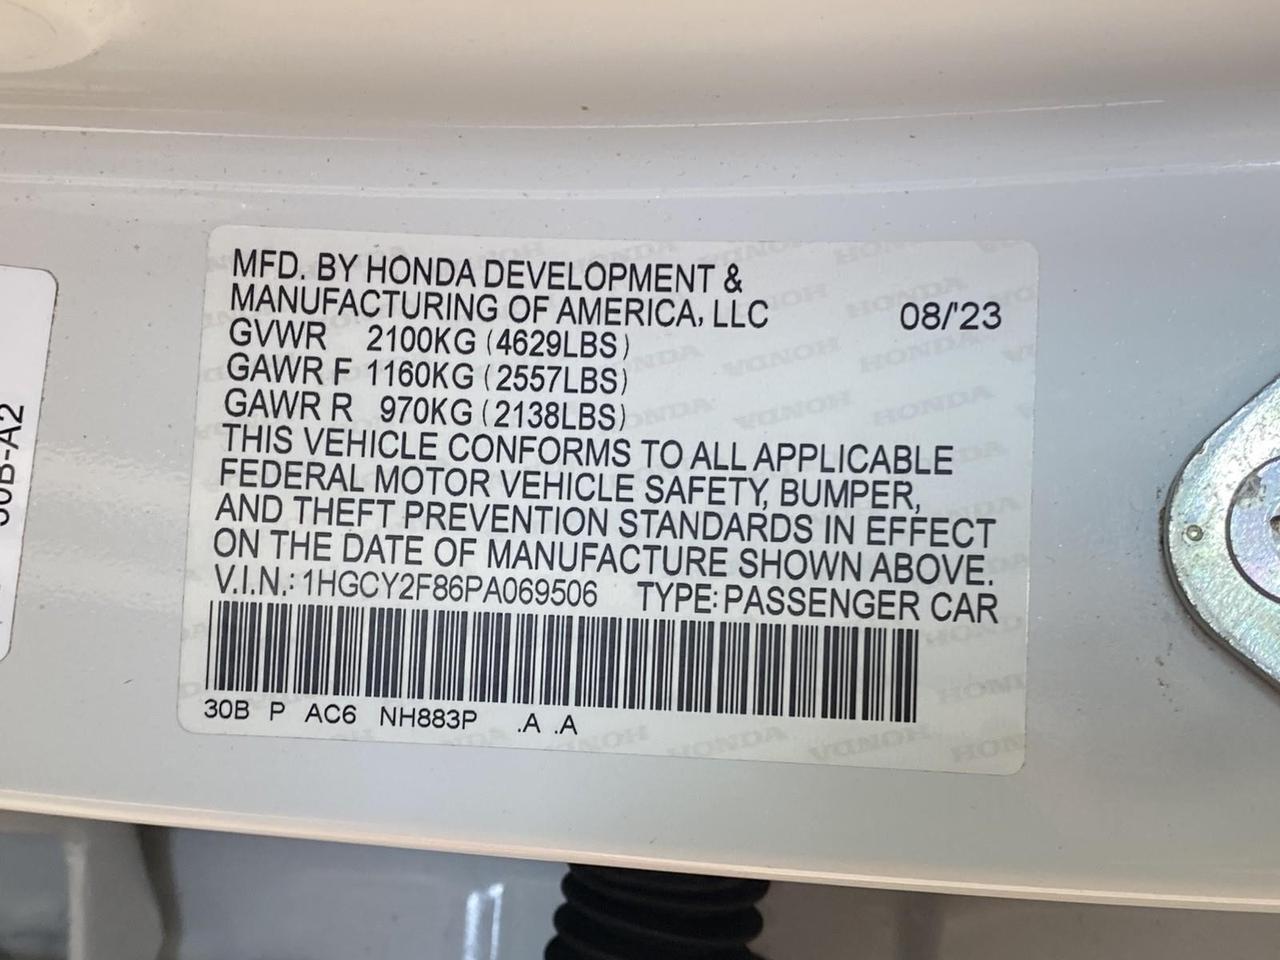 MFD. BY HONDA DEVELOPMENT &
MANUFACTURING OF AMERICA, LLC 08/'23
GVWR 2100KG (4629LBS)
GAWR F 1160KG (2557LBS)
GAWR R 970KG (2138LBS)
THIS VEHICLE CONFORMS TO ALL APPLICABLE
FEDERAL MOTOR VEHICLE SAFETY, BUMPER,
AND THEFT PREVENTION STANDARDS IN EFFECT
ON THE DATE OF MANUFACTURE SHOWN ABOVE.
V.I.N.: 1HGCY2F86PA069506 TYPE: PASSENGER CAR
30B P AC6 NH883P .A .A